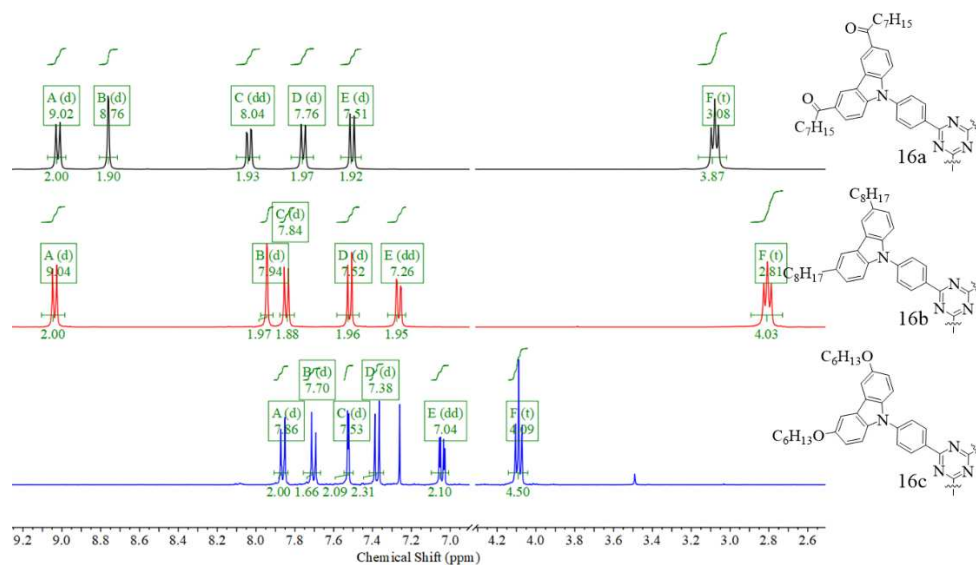 A (d)
9.02
B (d)
8.76
C (dd)
8.04
D (d)
7.76
E (d)
7.51
F (t)
3.08
2.00
1.90
1.93
1.97
1.92
3.87
O
C7H15
O
C7H15
N
N
N
N
16a
A (d)
9.04
B (d)
7.94
C (d)
7.84
D (d)
7.52
E (dd)
7.26
F (t)
2.81
2.00
1.97
1.88
1.96
1.95
4.03
C8H17
C8H17
N
N
N
N
16b
A (d)
7.86
B (d)
7.70
C (d)
7.53
D (d)
7.38
E (dd)
7.04
F (t)
4.09
2.00
1.66
2.09
2.31
2.10
4.50
C6H13O
C6H13O
N
N
N
N
16c
9.2 9.0 8.8 8.6 8.4 8.2 8.0 7.8 7.6 7.4 7.2 7.0 4.2 4.0 3.8 3.6 3.4 3.2 3.0 2.8 2.6
Chemical Shift (ppm)